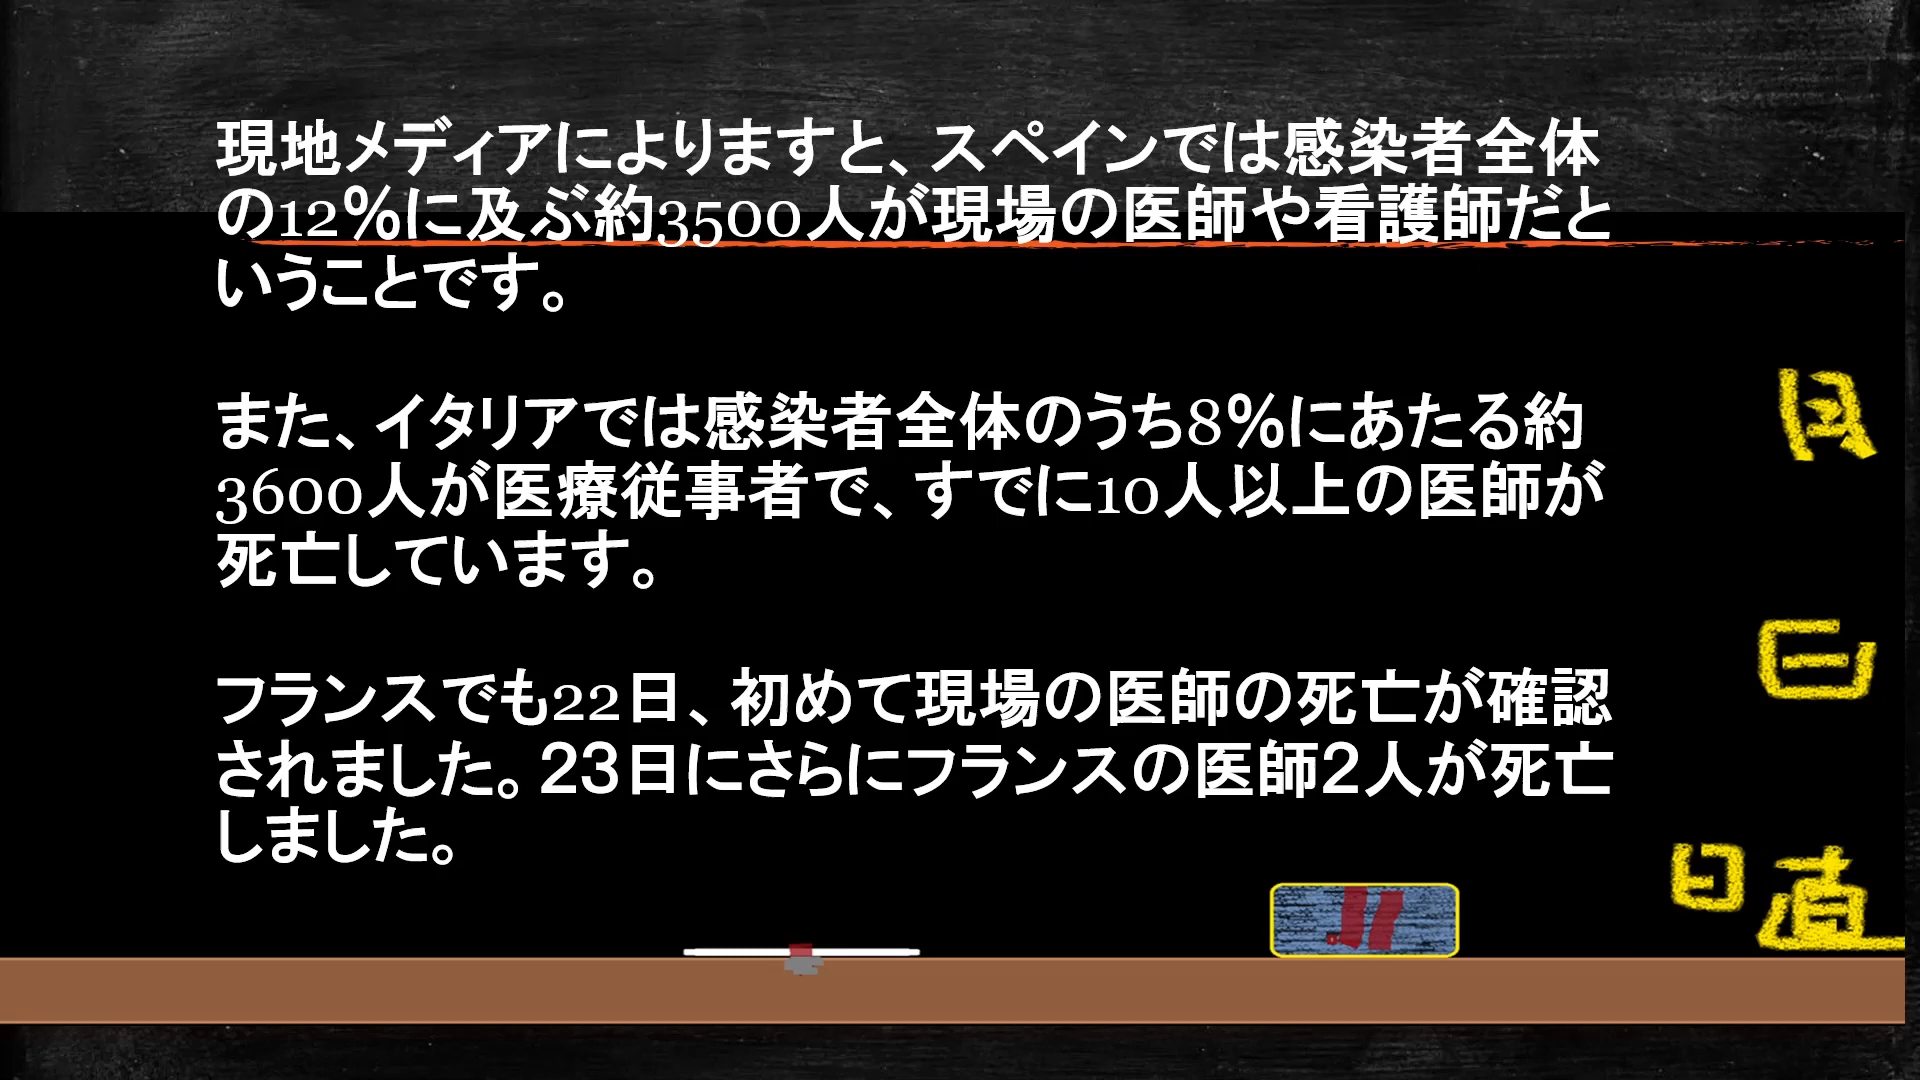 現地メディアによりますと、スペインでは感染者全体
の12％に及ぶ約3500人が現場の医師や看護師だと
いうことです。
また、イタリアでは感染者全体のうち8％にあたる約
3600人が医療従事者で、すでに10人以上の医師が
死亡しています。
フランスでも22日、初めて現場の医師の死亡が確認
されました。２３日にさらにフランスの医師２人が死亡
しました。
月
日
日直